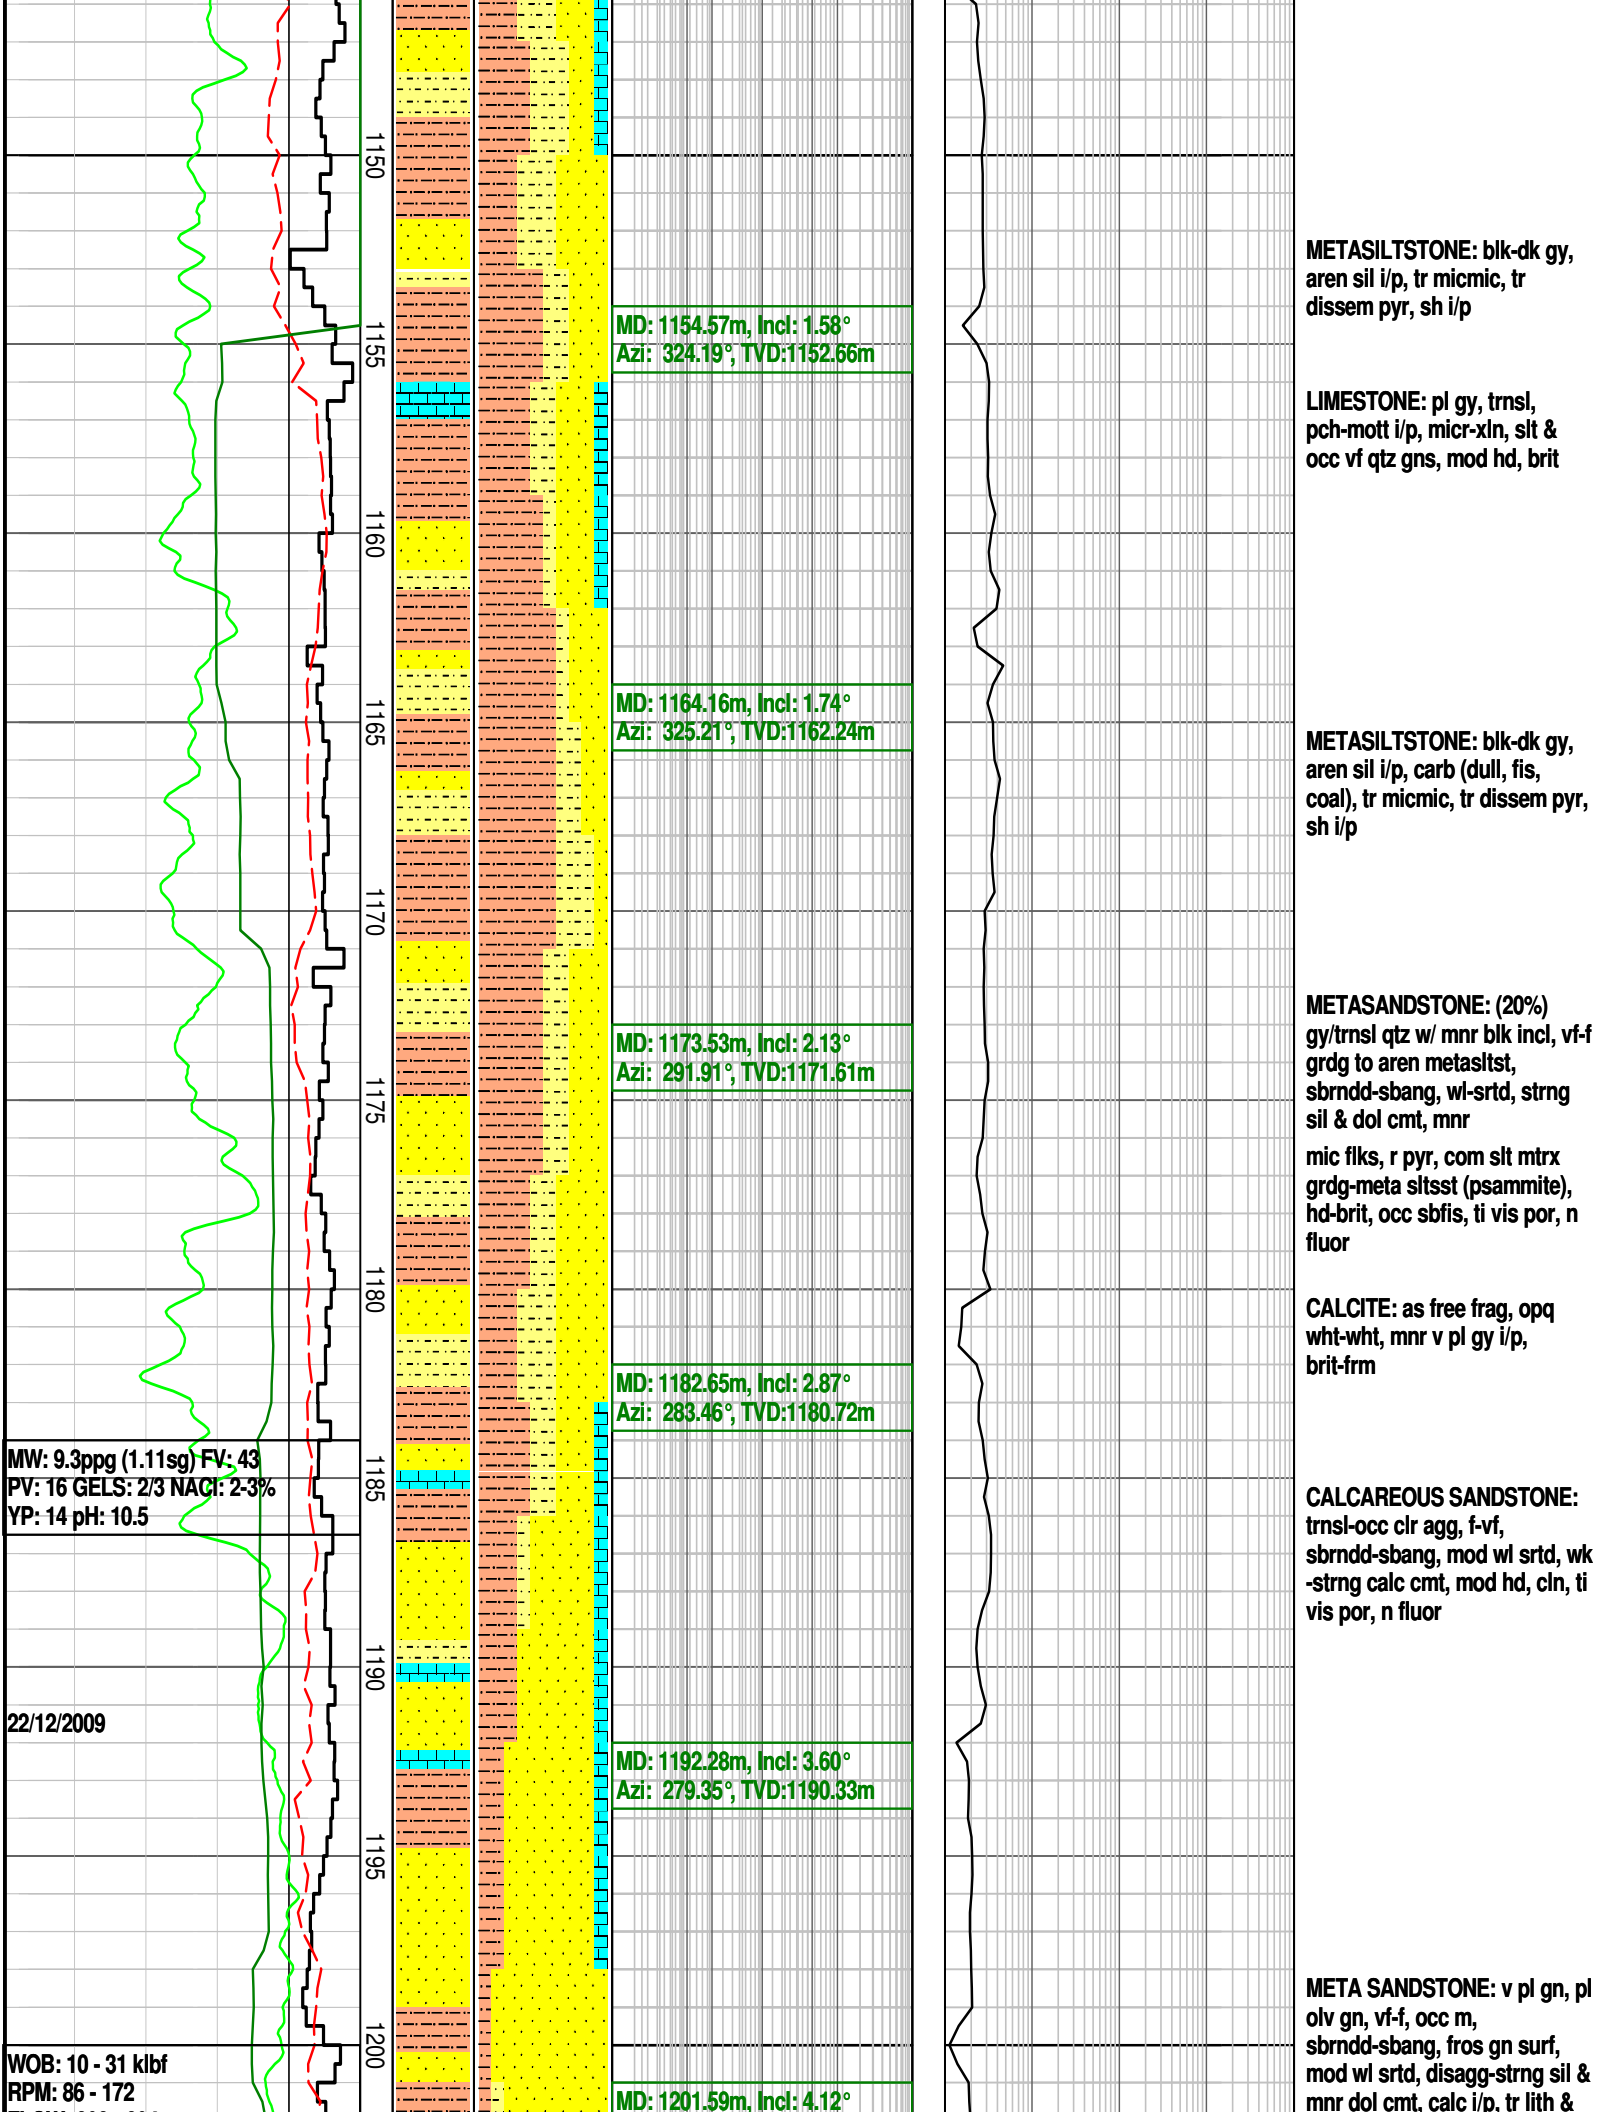 1150
METASILTSTONE: blk-dk gy,
aren sil i/p, tr micmic, tr
dissem pyr, sh i/p
MD: 1154.57m, Incl: 1.58°
Azi: 324.19°, TVD:1152.66m
1155
LIMESTONE: pl gy, trnsl,
pch-mott i/p, micr-xln, slt &
occ vf qtz gns, mod hd, brit
1160
MD: 1164.16m, Incl: 1.74°
Azi: 325.21°, TVD:1162.24m
1165
METASILTSTONE: blk-dk gy,
aren sil i/p, carb (dull, fis,
coal), tr micmic, tr dissem pyr,
sh i/p
1170
METASANDSTONE: (20%)
gy/trnsl qtz w/ mnr blk incl, vf-f
grdg to aren metasltst,
sbrndd-sbang, wl-srtd, strng
sil & dol cmt, mnr
MD: 1173.53m, Incl: 2.13°
Azi: 291.91°, TVD:1171.61m
1175
mic flks, r pyr, com slt mtrx
grdg-meta sltsst (psammite),
hd-brit, occ sbfis, ti vis por, n
fluor
1180
CALCITE: as free frag, opq
wht-wht, mnr v pl gy i/p,
brit-frm
MD: 1182.65m, Incl: 2.87°
Azi: 283.46°, TVD:1180.72m
MW: 9.3ppg (1.11sg) FV: 43
PV: 16 GELS: 2/3 NACl: 2-3%
YP: 14 pH: 10.5
1185
CALCAREOUS SANDSTONE:
trnsl-occ clr agg, f-vf,
sbrndd-sbang, mod wl srtd, wk
-strng calc cmt, mod hd, cln, ti
vis por, n fluor
1190
22/12/2009
MD: 1192.28m, Incl: 3.60°
Azi: 279.35°, TVD:1190.33m
1195
META SANDSTONE: v pl gn, pl
olv gn, vf-f, occ m,
sbrndd-sbang, fros gn surf,
mod wl srtd, disagg-strng sil &
mnr dol cmt, calc i/p, tr lith &
1200
WOB: 10 - 31 klbf
RPM: 86 - 172
MD: 1201.59m, Incl: 4.12°